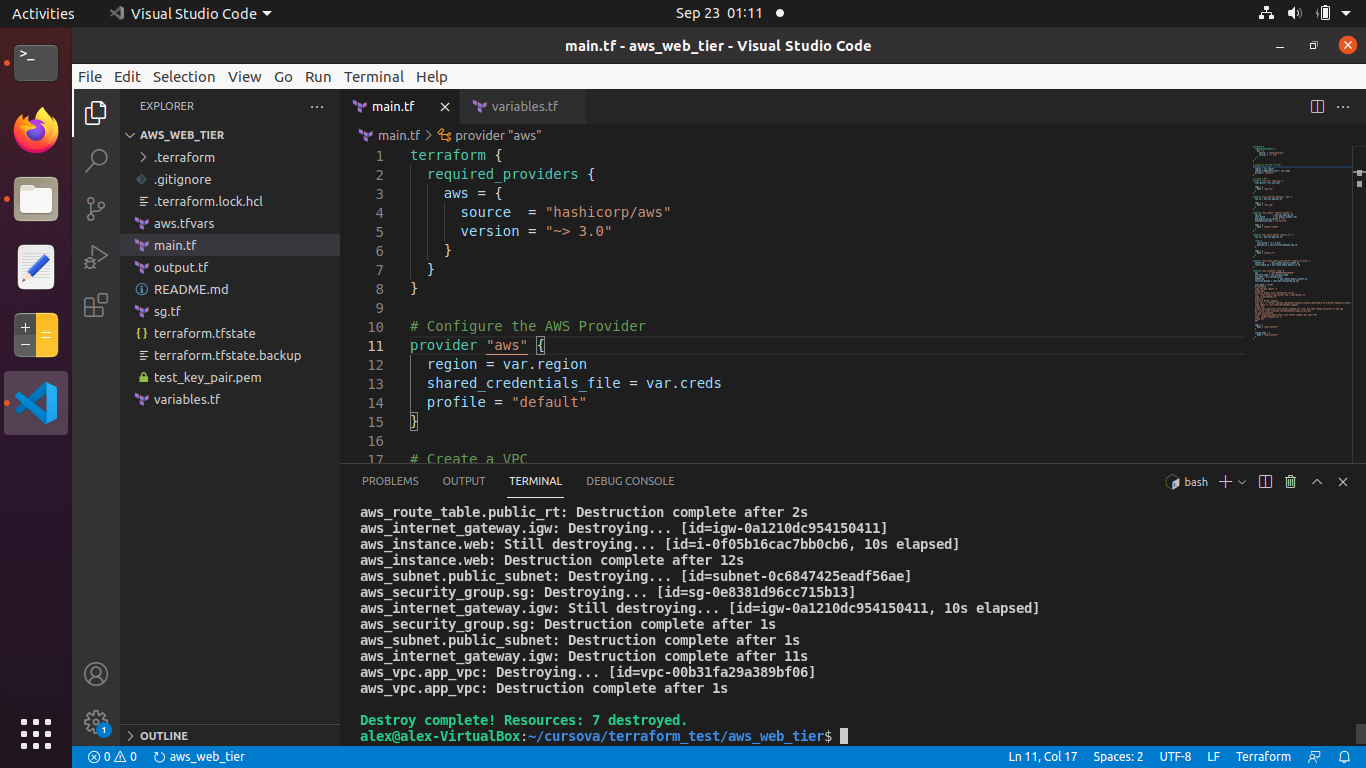 Activities
Visual Studio Code
Sep 23 01:11
main.tf - aws_web_tier - Visual Studio Code
File Edit Selection View Go Run Terminal Help
EXPLORER
AWS_WEB_TIER
.terraform
.gitignore
.terraform.lock.hcl
aws.tfvars
main.tf
output.tf
README.md
sg.tf
terraform.tfstate
terraform.tfstate.backup
test_key_pair.pem
variables.tf
OUTLINE
main.tf variables.tf
main.tf > provider "aws"
1 terraform {
2 required_providers {
3 aws = {
4 source = "hashicorp/aws"
5 version = "~> 3.0"
6 }
7 }
8 }
9
10 # Configure the AWS Provider
11 provider "aws" {
12 region = var.region
13 shared_credentials_file = var.creds
14 profile = "default"
15 }
16
17 # Create a VPC
PROBLEMS OUTPUT TERMINAL DEBUG CONSOLE
bash
aws_route_table.public_rt: Destruction complete after 2s
aws_internet_gateway.igw: Destroying... [id=igw-0a1210dc954150411]
aws_instance.web: Still destroying... [id=i-0f05b16cac7bb0cb6, 10s elapsed]
aws_instance.web: Destruction complete after 12s
aws_subnet.public_subnet: Destroying... [id=subnet-0c6847425eadf56ae]
aws_security_group.sg: Destroying... [id=sg-0e8381d96cc715b13]
aws_internet_gateway.igw: Still destroying... [id=igw-0a1210dc954150411, 10s elapsed]
aws_security_group.sg: Destruction complete after 1s
aws_subnet.public_subnet: Destruction complete after 1s
aws_internet_gateway.igw: Destruction complete after 11s
aws_vpc.app_vpc: Destroying... [id=vpc-00b31fa29a389bf06]
aws_vpc.app_vpc: Destruction complete after 1s
Destroy complete! Resources: 7 destroyed.
alex@alex-VirtualBox:~/cursova/terraform_test/aws_web_tier$
1
0 0 aws_web_tier
Ln 11, Col 17 Spaces: 2 UTF-8 LF Terraform